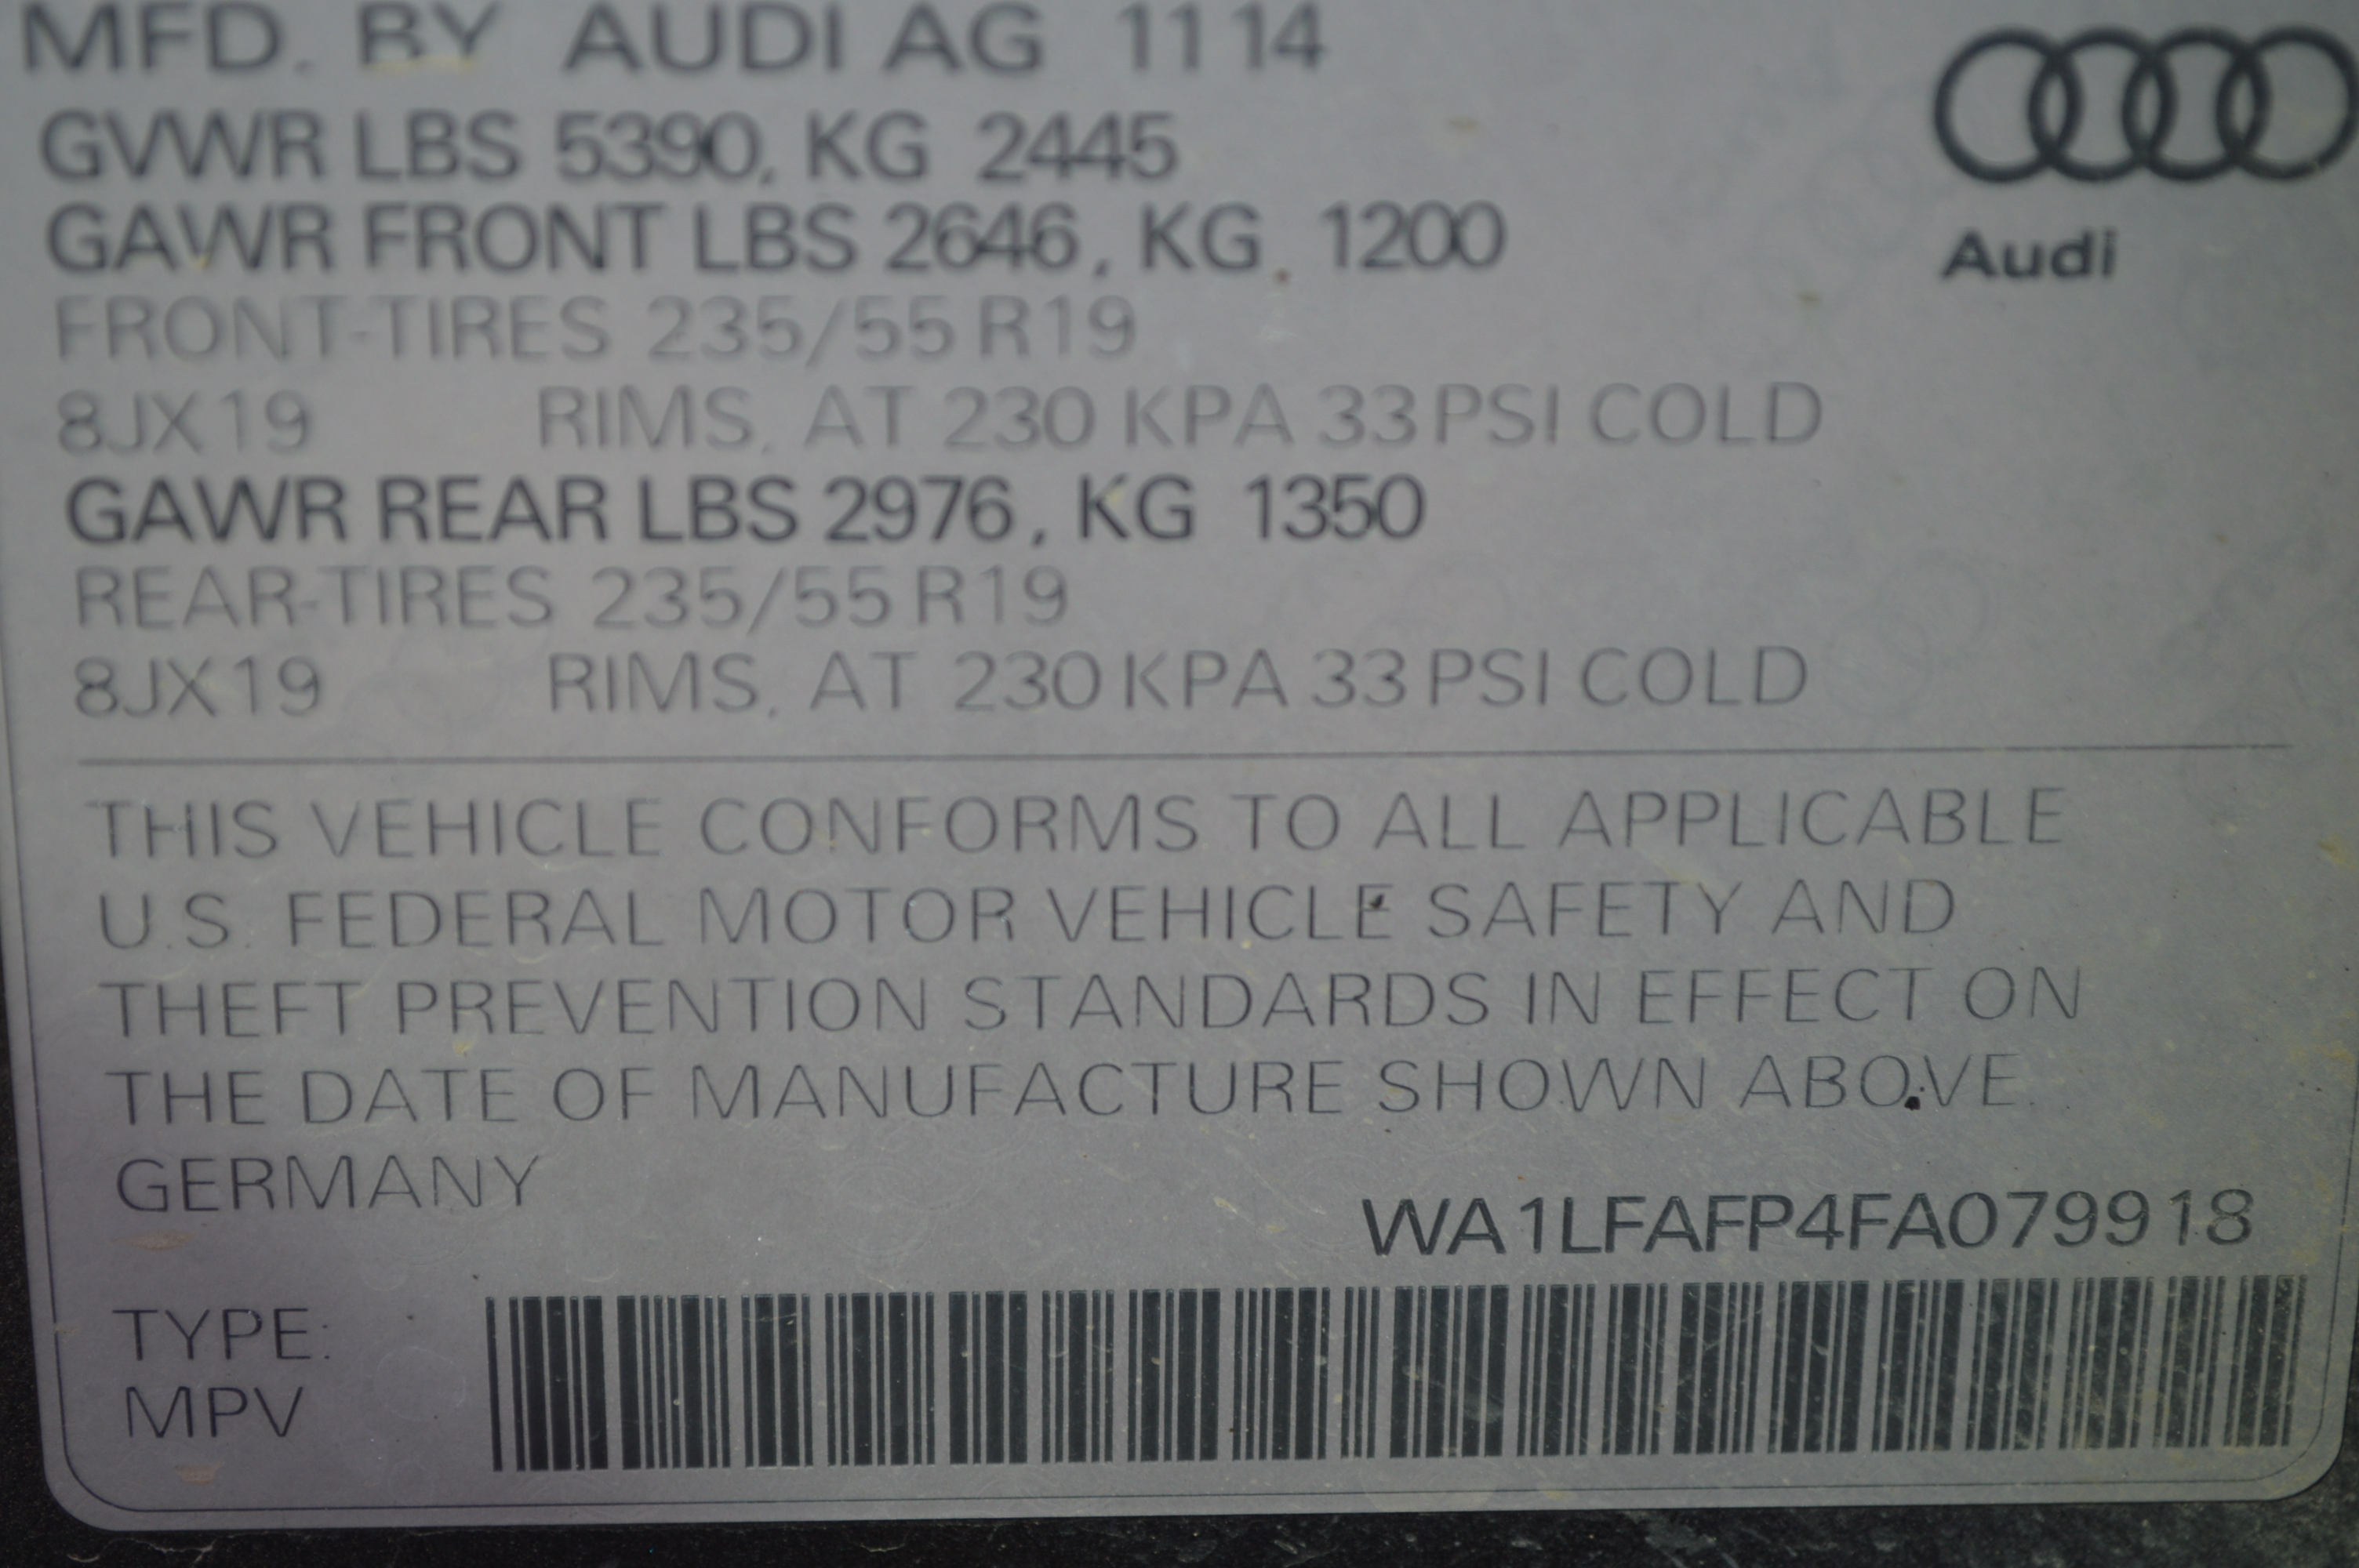 MFD. BY AUDI AG 11 14
GVWR LBS 5390, KG 2445
GAWR FRONT LBS 2646, KG 1200
FRONT-TIRES 235/55 R19
8JX19 RIMS, AT 230 KPA 33 PSI COLD
GAWR REAR LBS 2976, KG 1350
REAR-TIRES 235/55 R19
8JX19 RIMS, AT 230 KPA 33 PSI COLD
Audi
THIS VEHICLE CONFORMS TO ALL APPLICABLE
U.S. FEDERAL MOTOR VEHICLE SAFETY AND
THEFT PREVENTION STANDARDS IN EFFECT ON
THE DATE OF MANUFACTURE SHOWN ABOVE.
GERMANY
WA1LFAFP4FA079918
TYPE:
MPV